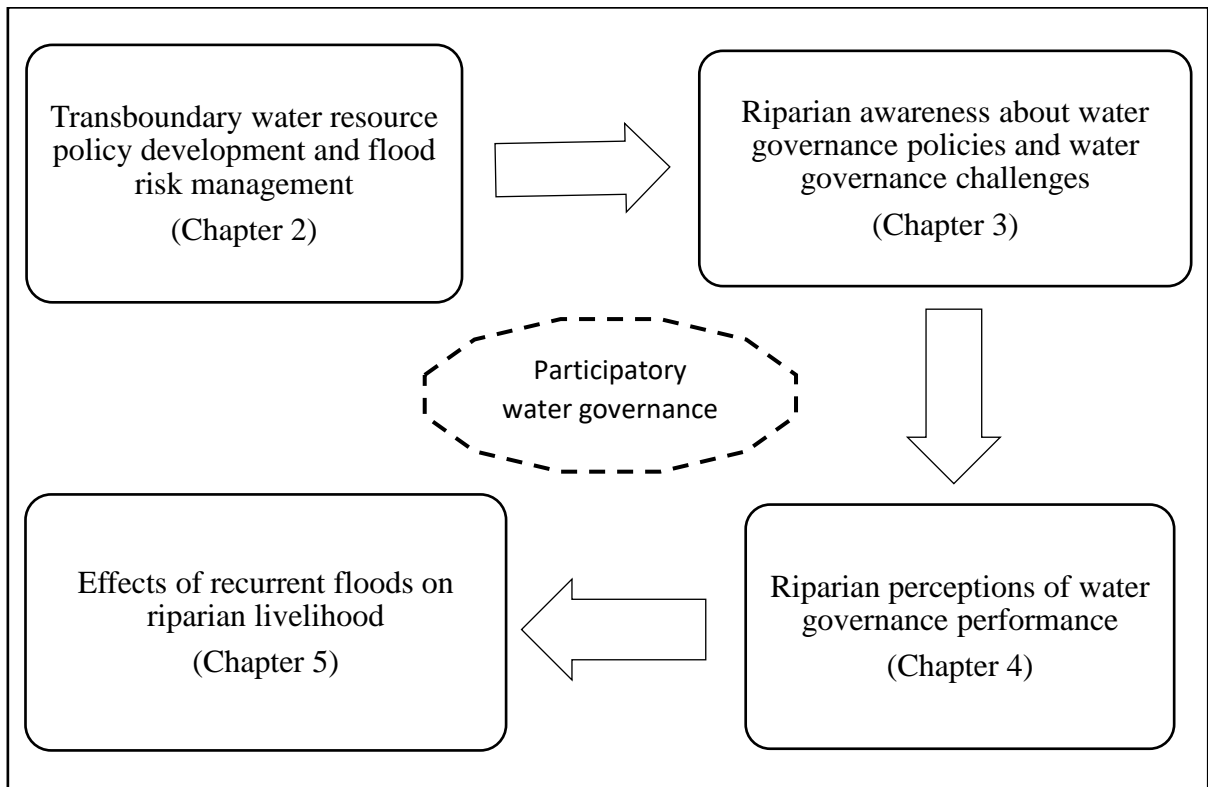 Transboundary water resource
policy development and flood
risk management
(Chapter 2)
Riparian awareness about water
governance policies and water
governance challenges
(Chapter 3)
Participatory
water governance
Effects of recurrent floods on
riparian livelihood
(Chapter 5)
Riparian perceptions of water
governance performance
(Chapter 4)